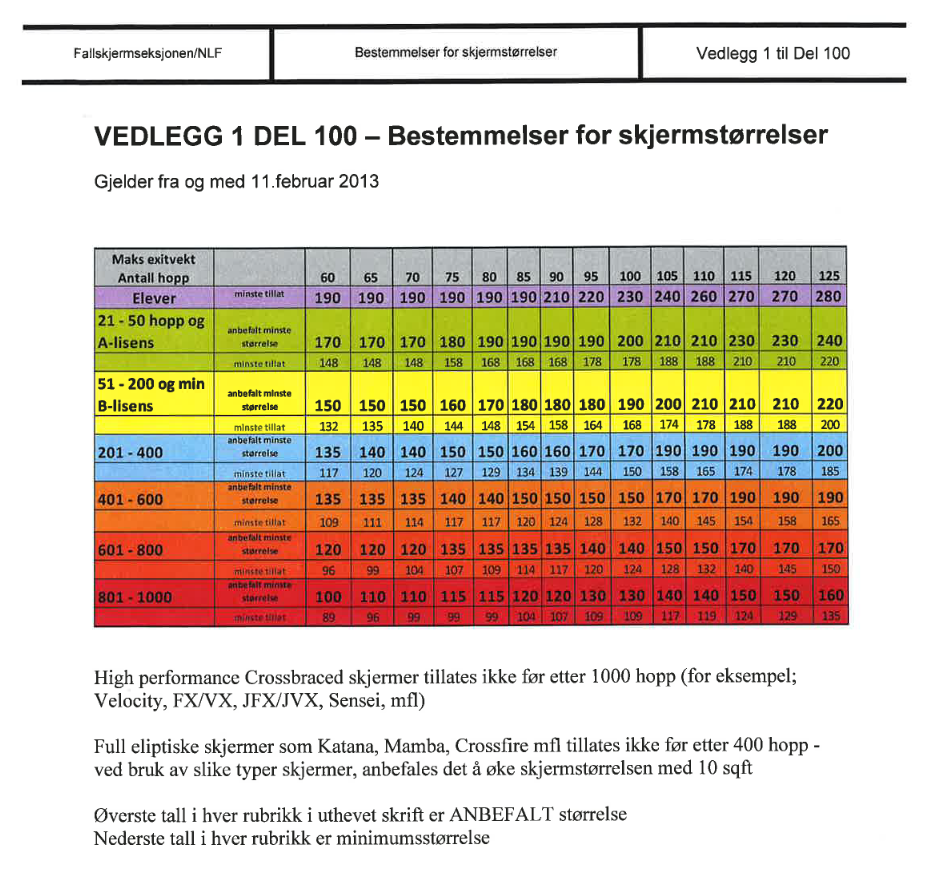 Fallskjermseksjonen/NLF Bestemmelser for skjermstørrelser Vedlegg 1 til Del 100
VEDLEGG 1 DEL 100 – Bestemmelser for skjermstørrelser
Gjelder fra og med 11.februar 2013
Maks exitvekt
Antall hopp 60 65 70 75 80 85 90 95 100 105 110 115 120 125
Elever minste tillat 190 190 190 190 190 190 210 220 230 240 260 270 270 280
21 - 50 hopp og
A-lisens anbefalt minste størrelse 170 170 170 180 190 190 190 190 200 210 210 230 230 240
minste tillat 148 148 148 158 168 168 168 178 178 188 188 210 210 220
51 - 200 og min
B-lisens anbefalt minste størrelse 150 150 150 160 170 180 180 180 190 200 210 210 210 220
minste tillat 132 135 140 144 148 154 158 164 168 174 178 188 188 200
201 - 400 anbefalt minste størrelse 135 140 140 150 150 160 160 170 170 190 190 190 190 200
minste tillat 117 120 124 127 129 134 139 144 150 158 165 174 178 185
401 - 600 anbefalt minste størrelse 135 135 135 140 140 150 150 150 150 170 170 190 190 190
minste tillat 109 111 114 117 117 120 124 128 132 140 145 154 158 165
601 - 800 anbefalt minste størrelse 120 120 120 135 135 135 135 140 140 150 150 170 170 170
minste tillat 96 99 104 107 109 114 117 120 124 128 132 140 145 150
801 - 1000 anbefalt minste størrelse 100 110 110 115 115 120 120 130 130 140 140 150 150 160
minste tillat 89 96 99 99 99 104 107 109 109 117 119 124 129 135
High performance Crossbraced skjermer tillates ikke før etter 1000 hopp (for eksempel;
Velocity, FX/VX, JFX/JVX, Sensei, mfl)
Full eliptiske skjermer som Katana, Mamba, Crossfire mfl tillates ikke før etter 400 hopp -
ved bruk av slike typer skjermer, anbefales det å øke skjermstørrelsen med 10 sqft
Øverste tall i hver rubrikk i uthevet skrift er ANBEFALT størrelse
Nederste tall i hver rubrikk er minimumsstørrelse